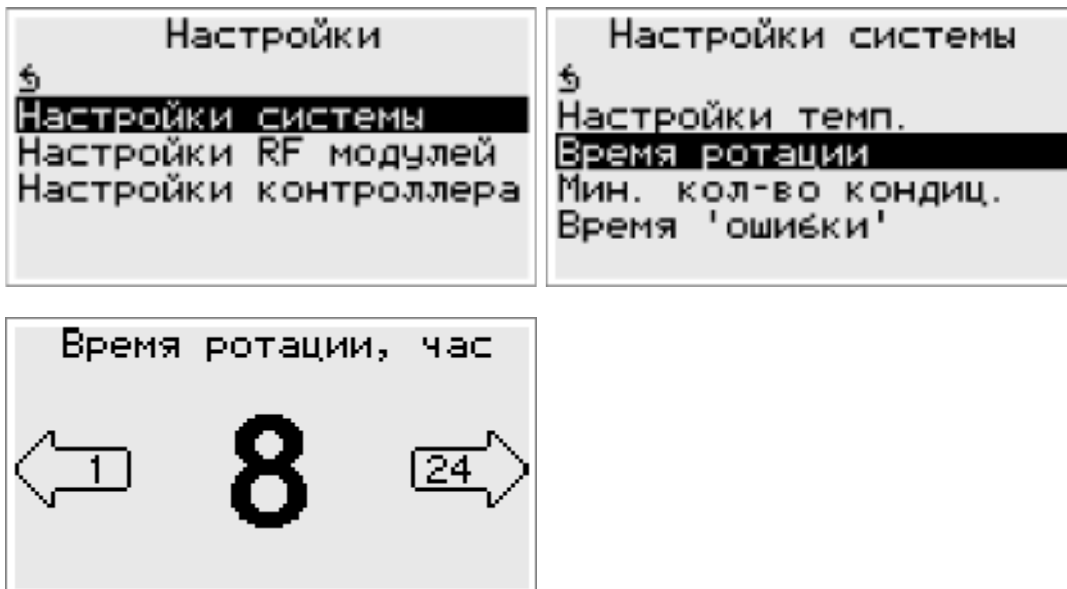 Настройки
Настройки системы
Настройки RF модулей
Настройки контроллера
Настройки системы
Настройки темп.
Время ротации
Мин. кол-во кондиц.
Время 'ошибки'
Время ротации, час
1 8 24